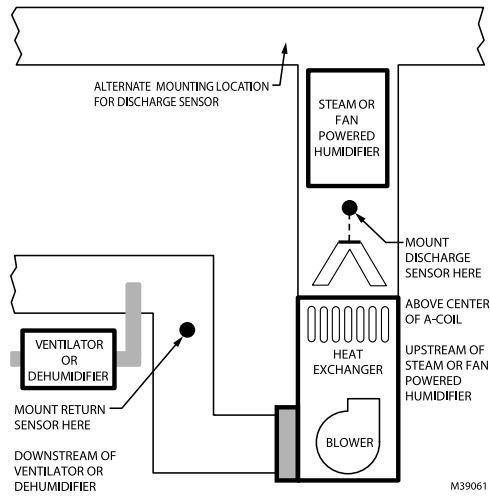 ALTERNATE MOUNTING LOCATION
FOR DISCHARGE SENSOR
STEAM OR
FAN
POWERED
HUMIDIFIER
MOUNT
DISCHARGE
SENSOR HERE
ABOVE CENTER
OF A-COIL
UPSTREAM OF
STEAM OR FAN
POWERED
HUMIDIFIER
HEAT
EXCHANGER
BLOWER
VENTILATOR
OR
DEHUMIDIFIER
MOUNT RETURN
SENSOR HERE
DOWNSTREAM OF
VENTILATOR OR
DEHUMIDIFIER
M39061